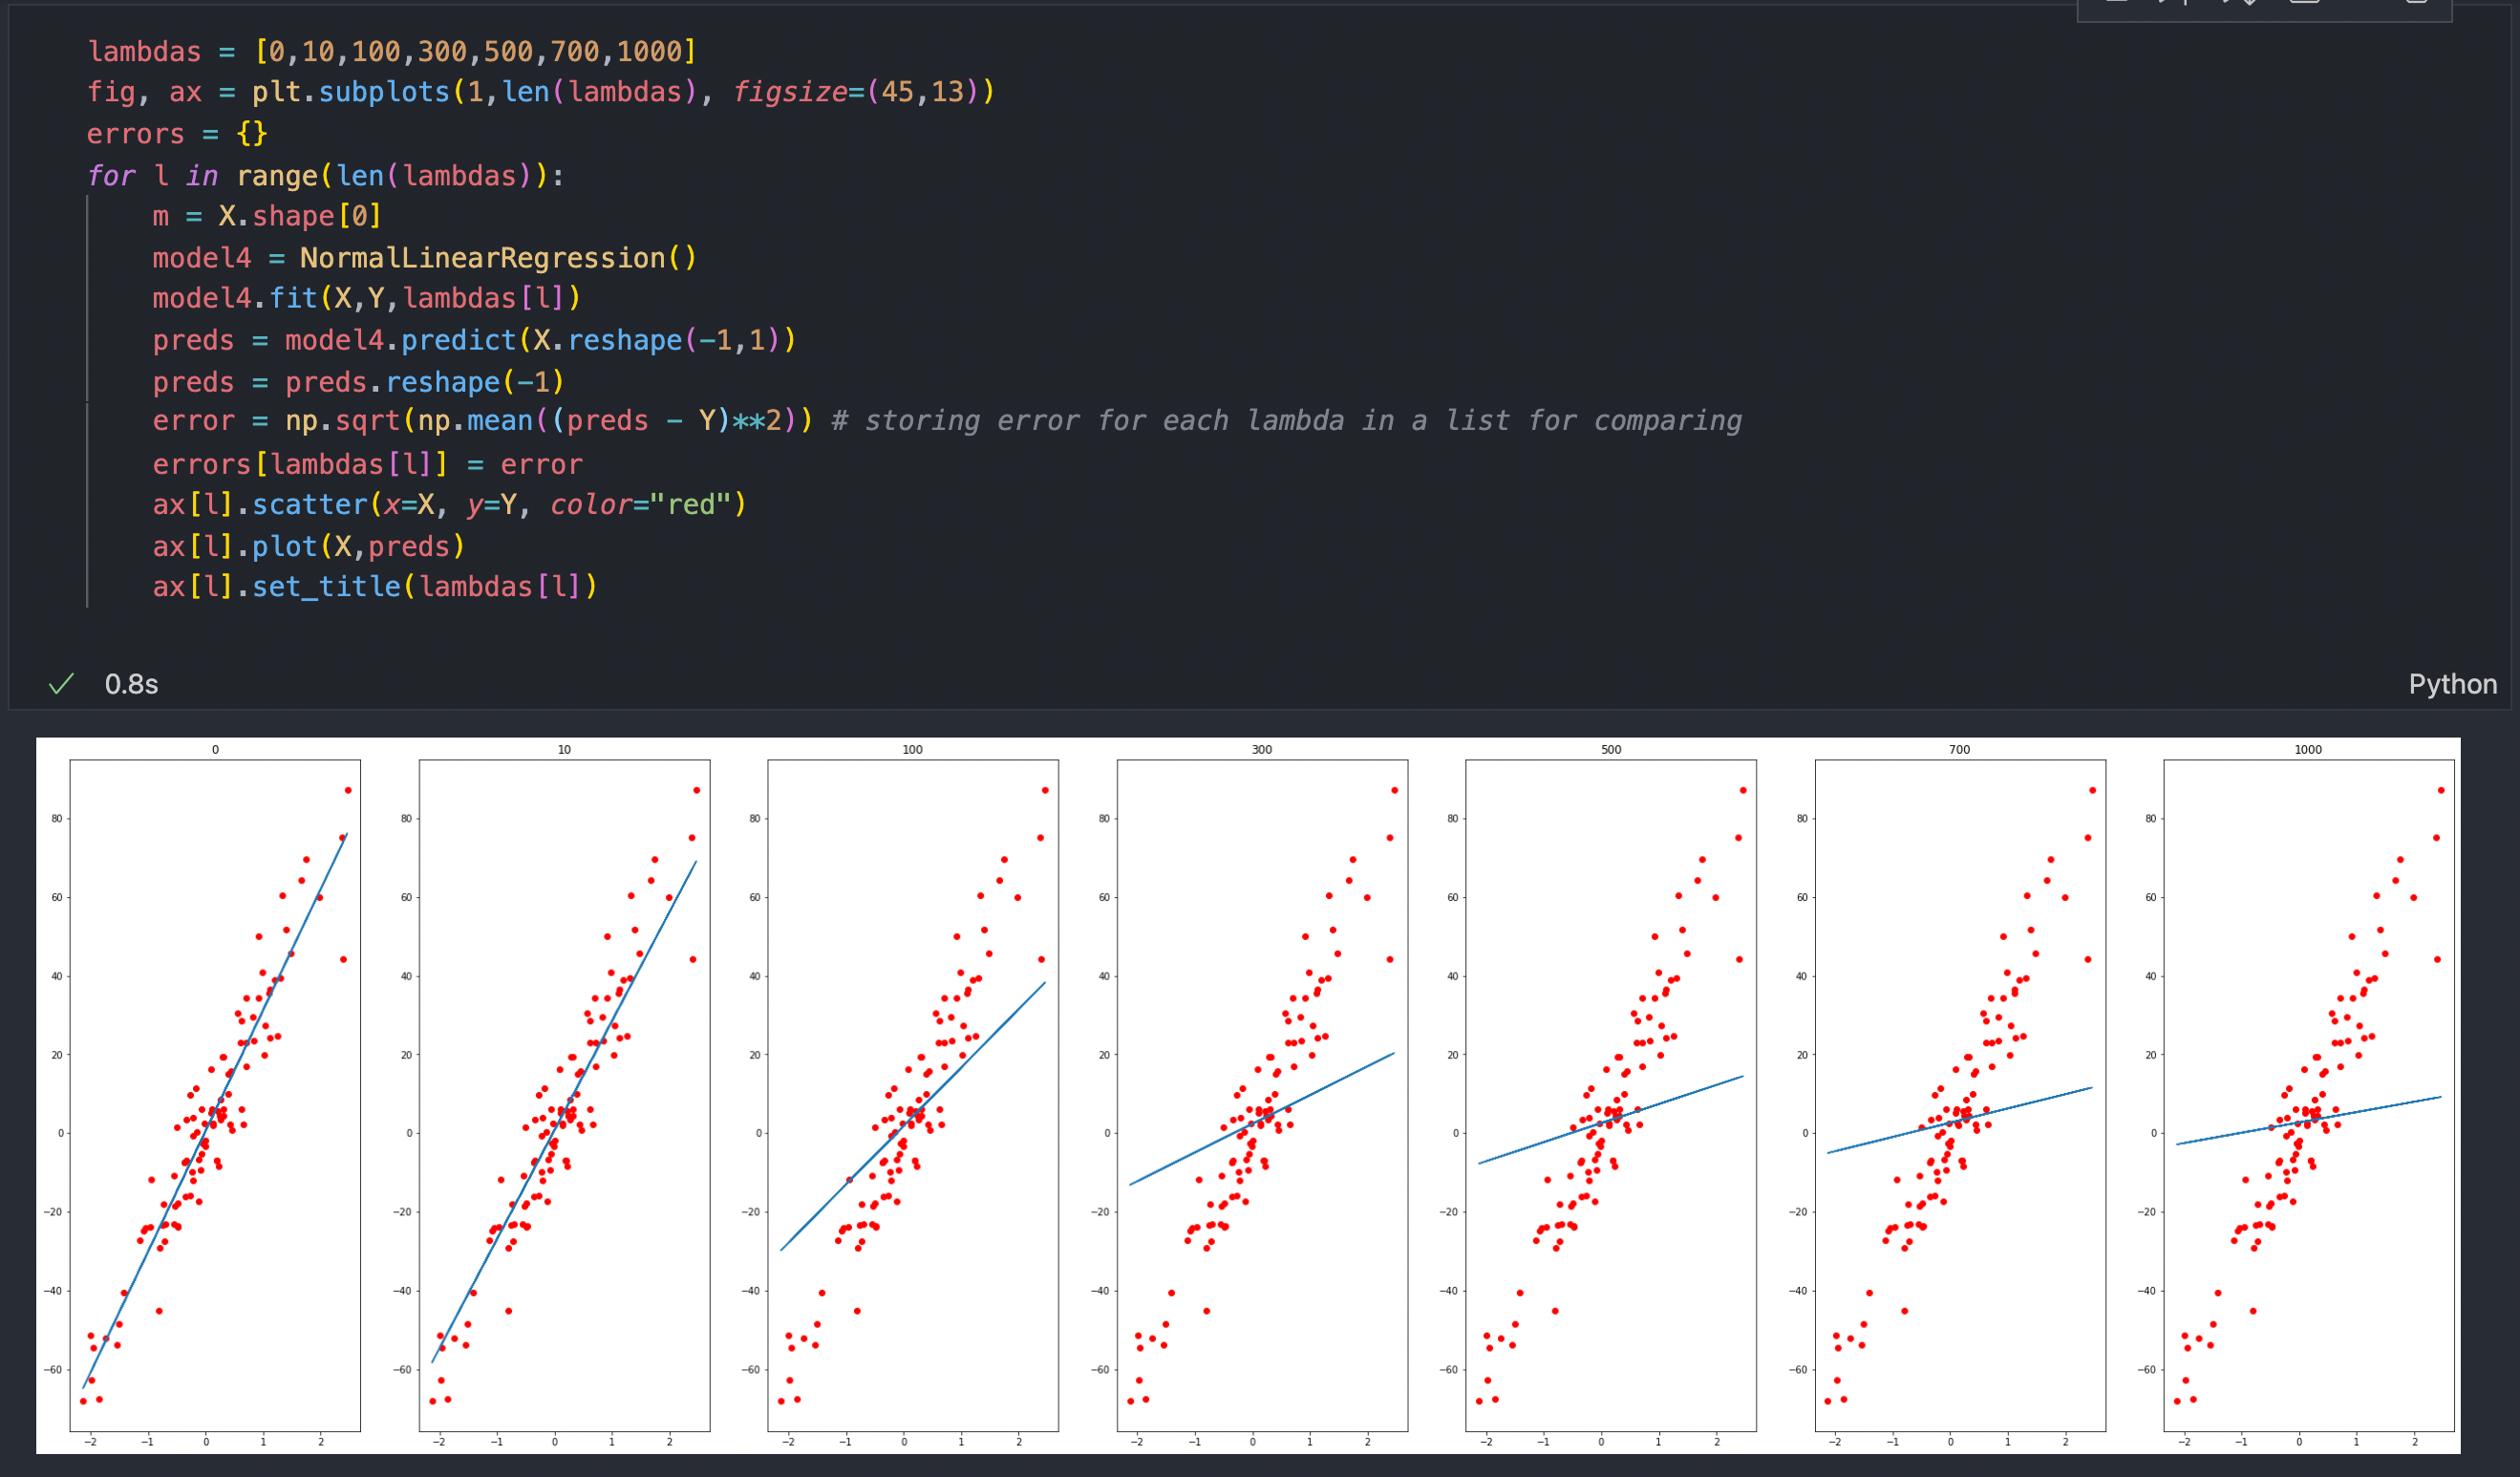 lambdas = [0,10,100,300,500,700,1000]
fig, ax = plt.subplots(1,len(lambdas), figsize=(45,13))
errors = {}
for l in range(len(lambdas)):
    m = X.shape[0]
    model4 = NormalLinearRegression()
    model4.fit(X,Y,lambdas[l])
    preds = model4.predict(X.reshape(-1,1))
    preds = preds.reshape(-1)
    error = np.sqrt(np.mean((preds - Y)**2)) # storing error for each lambda in a list for comparing
    errors[lambdas[l]] = error
    ax[l].scatter(x=X, y=Y, color="red")
    ax[l].plot(X,preds)
    ax[l].set_title(lambdas[l])
0.8s Python
0 10 100 300 500 700 1000
80 80 80 80 80 80 80
60 60 60 60 60 60 60
40 40 40 40 40 40 40
20 20 20 20 20 20 20
0 0 0 0 0 0 0
−20 −20 −20 −20 −20 −20 −20
−40 −40 −40 −40 −40 −40 −40
−60 −60 −60 −60 −60 −60 −60
−2 −1 0 1 2 −2 −1 0 1 2 −2 −1 0 1 2 −2 −1 0 1 2 −2 −1 0 1 2 −2 −1 0 1 2 −2 −1 0 1 2